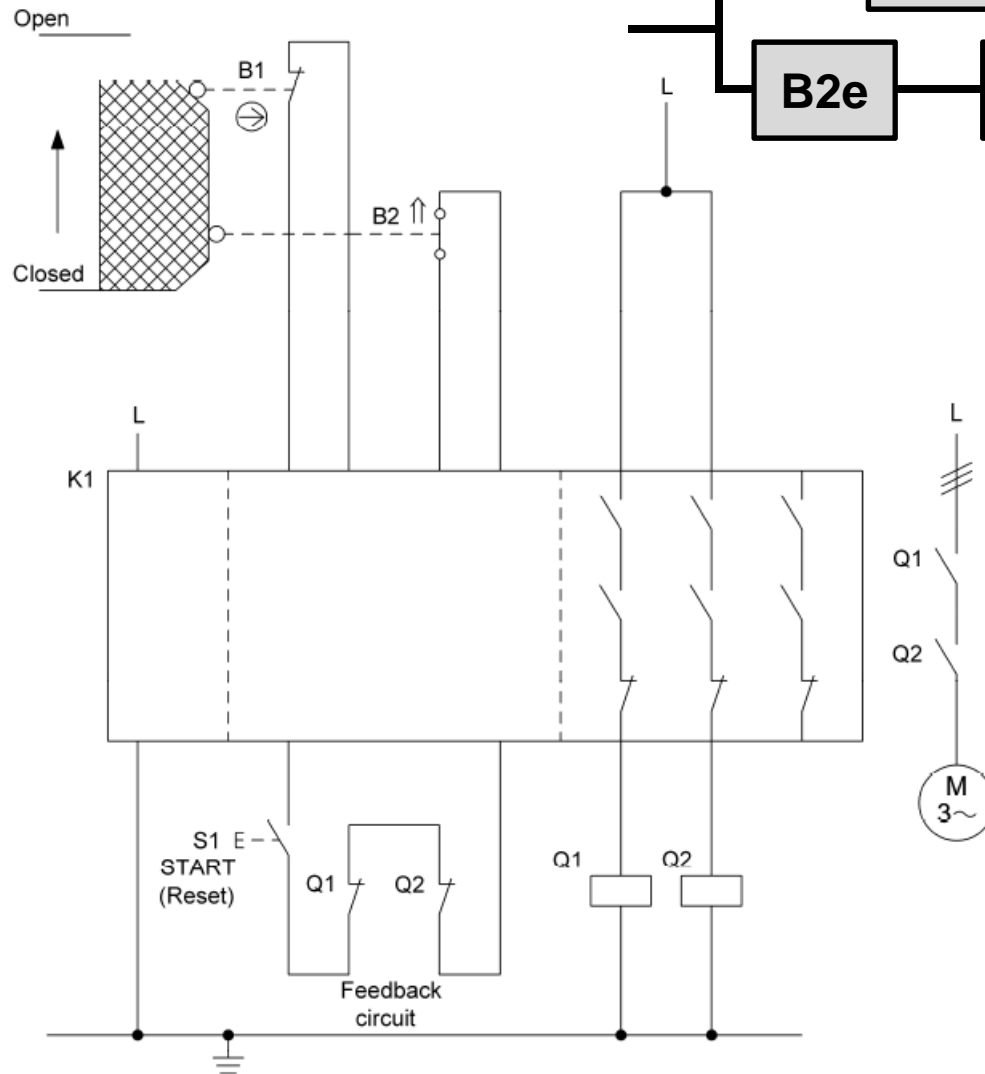 Open
B1
B2e
L
B2
Closed
L
L
K1
Q1
Q2
M
3~
S1
START
(Reset)
Q1
Q2
Q1
Q2
Feedback
circuit